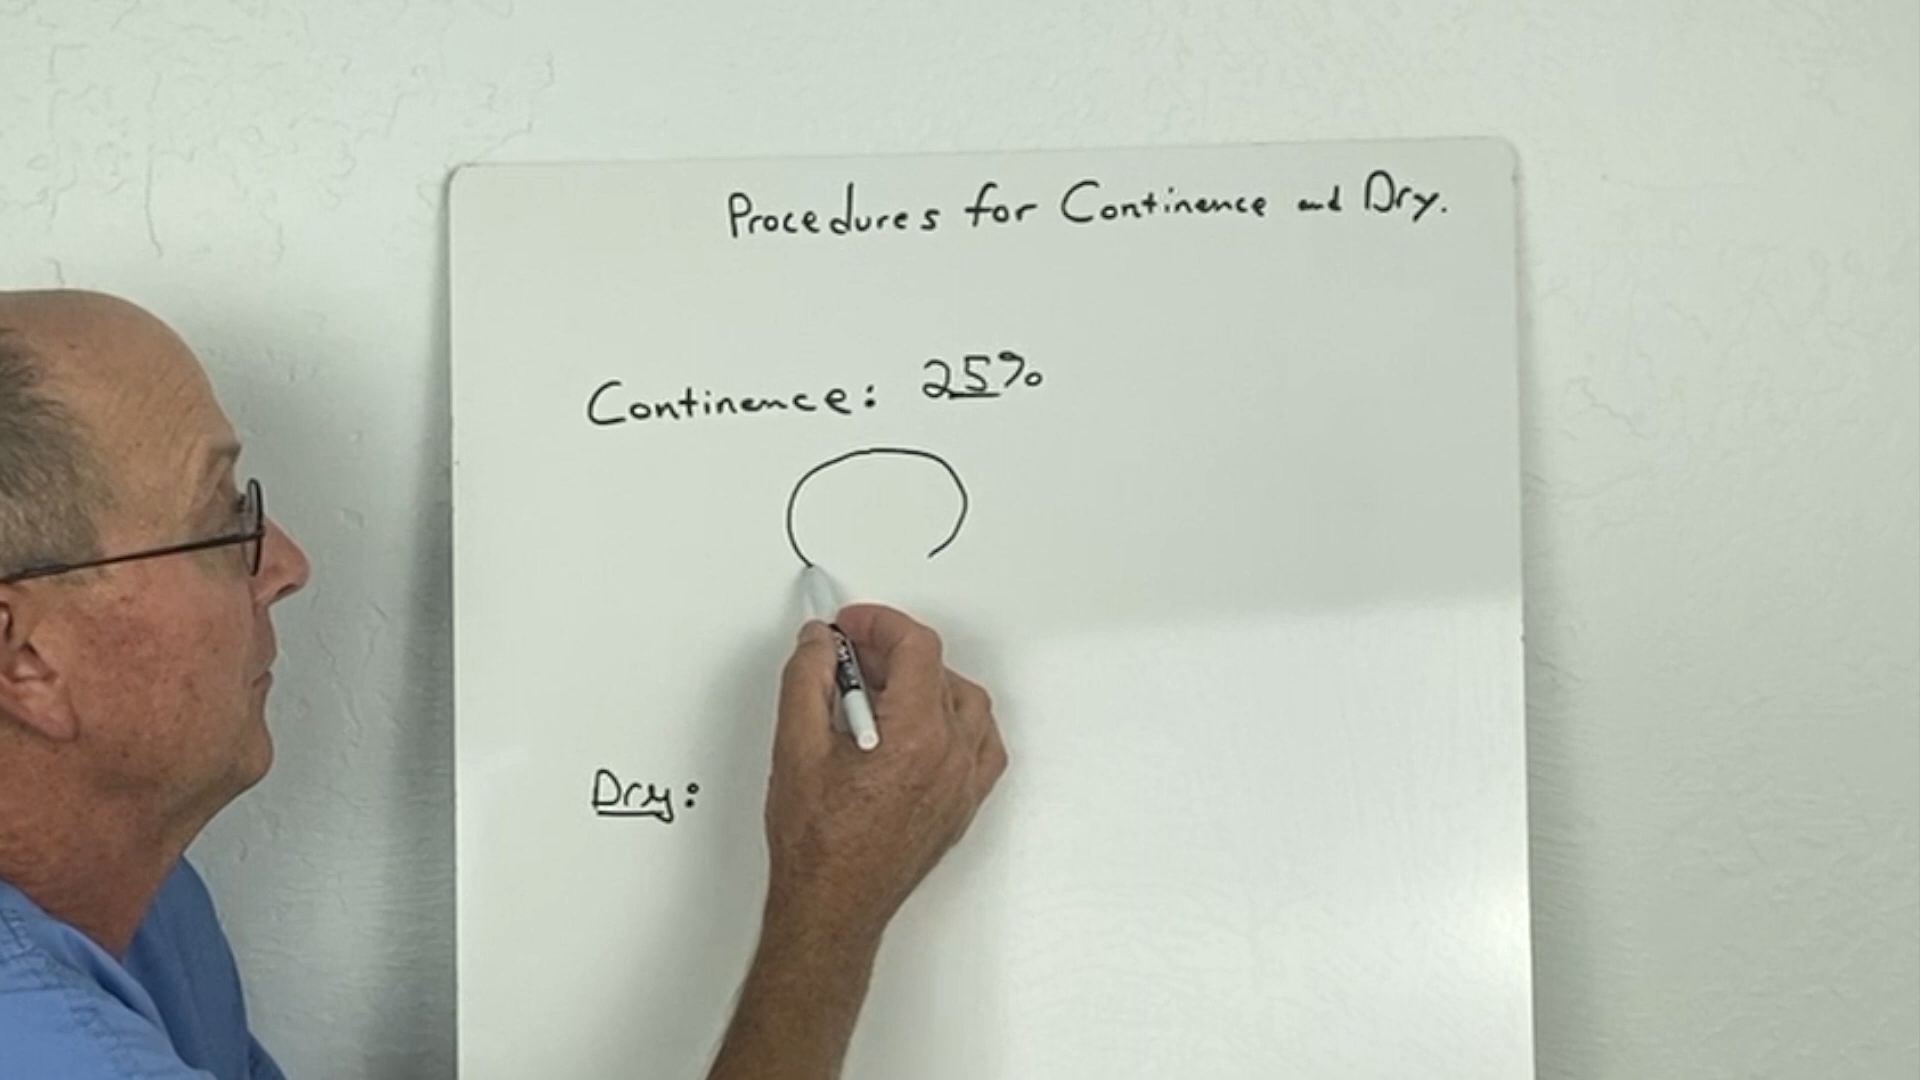 Procedures for Continence and Dry.
Continence: 25%
Dry: